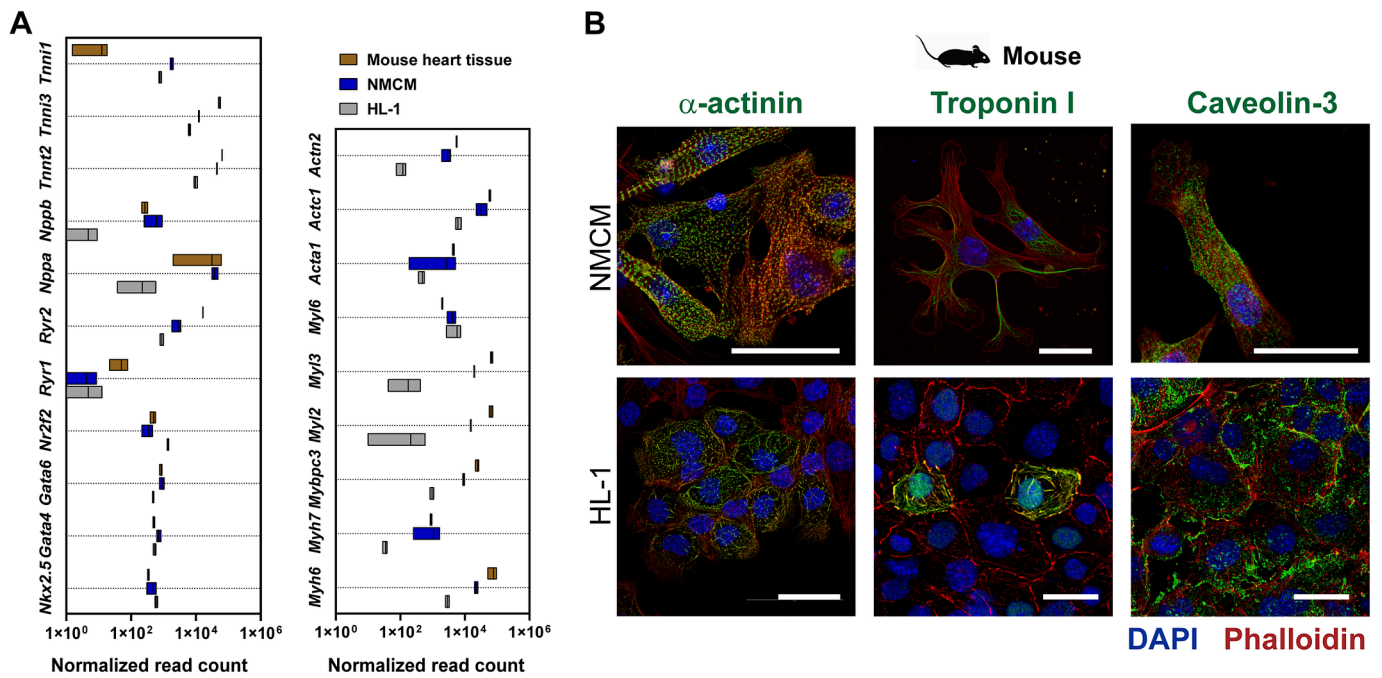 A
Tnni1
Tnni3
Tnnt2
Nppb
Nppa
Ryr2
Ryr1
Nr2f2
Gata6
Gata4
Nkx2.5
1×10⁰ 1×10² 1×10⁴ 1×10⁶
Normalized read count
Mouse heart tissue
NMCM
HL-1
Actn2
Actc1
Acta1
Myl6
Myl3
Myl2
Mybpc3
Myh7
Myh6
1×10⁰ 1×10² 1×10⁴ 1×10⁶
Normalized read count
B
Mouse
α-actinin Troponin I Caveolin-3
NMCM
HL-1
DAPI Phalloidin